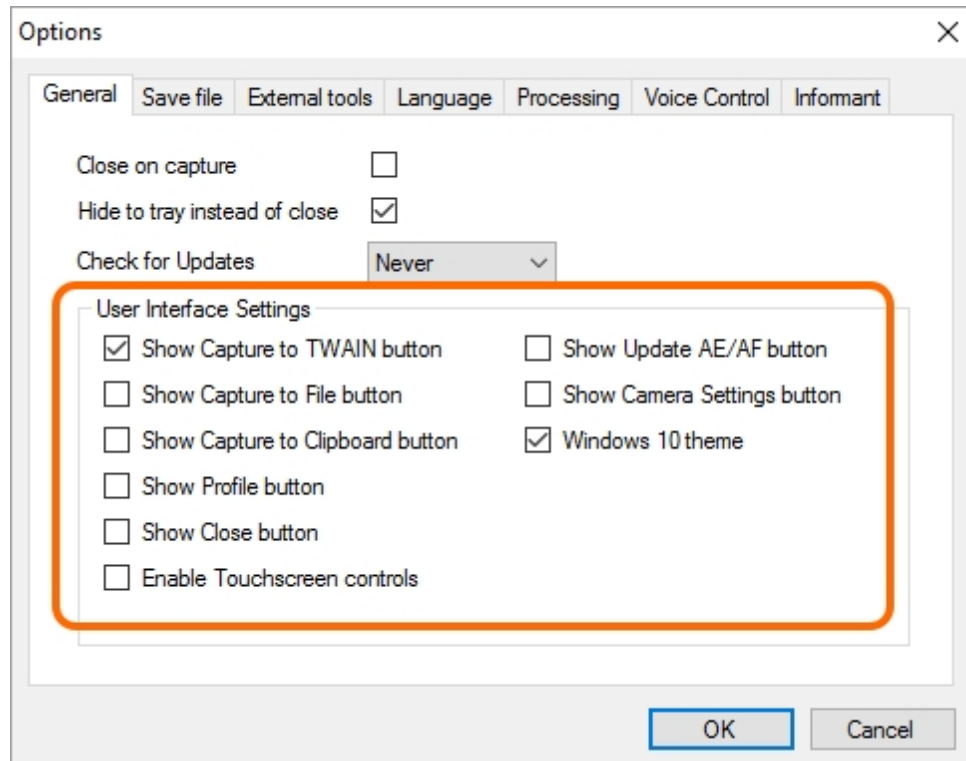 Options
General Save file External tools Language Processing Voice Control Informant
Close on capture
Hide to tray instead of close
Check for Updates Never
User Interface Settings
Show Capture to TWAIN button Show Update AE/AF button
Show Capture to File button Show Camera Settings button
Show Capture to Clipboard button Windows 10 theme
Show Profile button
Show Close button
Enable Touchscreen controls
OK Cancel